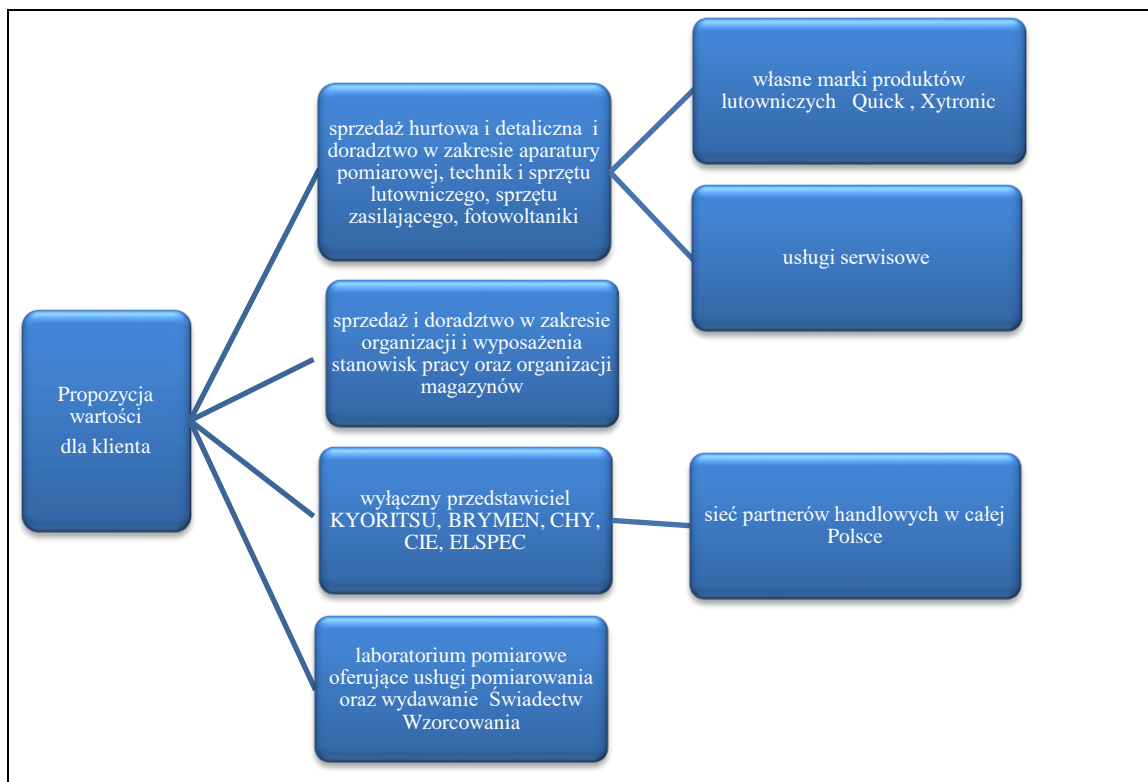 Propozycja
wartości
dla klienta
sprzedaż hurtowa i detaliczna i
doradztwo w zakresie aparatury
pomiarowej, technik i sprzętu
lutowniczego, sprzętu
zasilającego, fotowoltaniki
własne marki produktów
lutowniczych Quick , Xytronic
usługi serwisowe
sprzedaż i doradztwo w zakresie
organizacji i wyposażenia
stanowisk pracy oraz organizacji
magazynów
wyłączny przedstawiciel
KYORITSU, BRYMEN, CHY,
CIE, ELSPEC
sieć partnerów handlowych w całej
Polsce
laboratorium pomiarowe
oferujące usługi pomiarowania
oraz wydawanie Świadectw
Wzorcowania